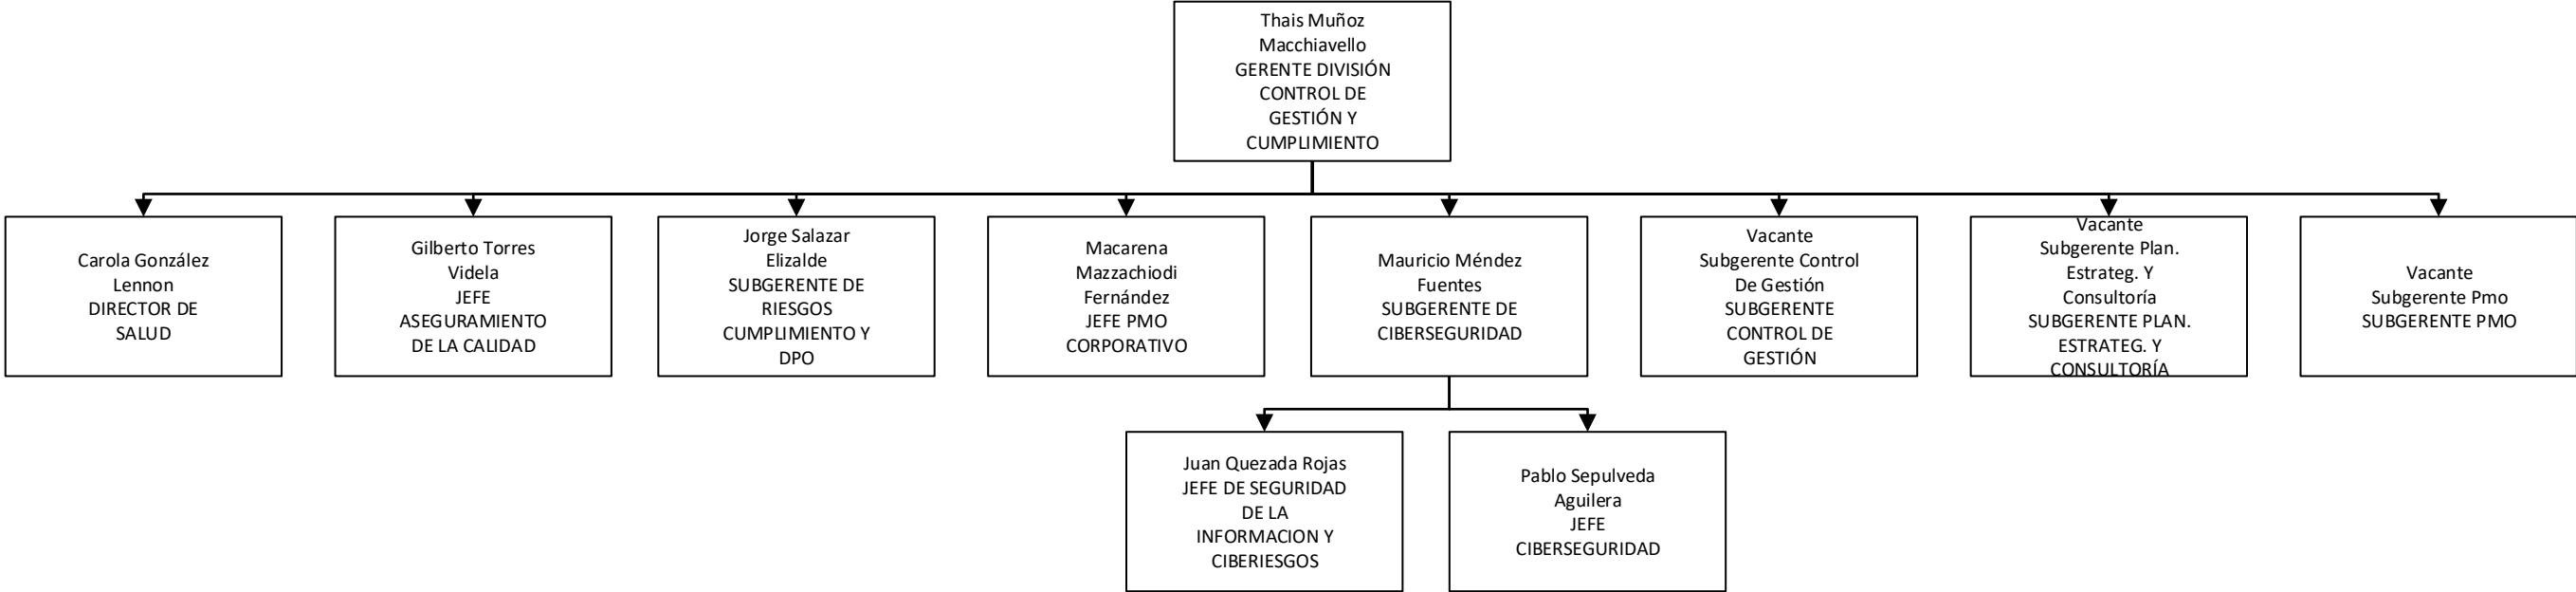 Thais Muñoz
Macchiavello
GERENTE DIVISIÓN
CONTROL DE
GESTIÓN Y
CUMPLIMIENTO
Carola González
Lennon
DIRECTOR DE
SALUD
Gilberto Torres
Videla
JEFE
ASEGURAMIENTO
DE LA CALIDAD
Jorge Salazar
Elizalde
SUBGERENTE DE
RIESGOS
CUMPLIMIENTO Y
DPO
Macarena
Mazzachiodi
Fernández
JEFE PMO
CORPORATIVO
Mauricio Méndez
Fuentes
SUBGERENTE DE
CIBERSEGURIDAD
Vacante
Subgerente Control
De Gestión
SUBGERENTE
CONTROL DE
GESTIÓN
Vacante
Subgerente Plan.
Estrateg. Y
Consultoría
SUBGERENTE PLAN.
ESTRATEG. Y
CONSULTORÍA
Vacante
Subgerente Pmo
SUBGERENTE PMO
Juan Quezada Rojas
JEFE DE SEGURIDAD
DE LA
INFORMACION Y
CIBERIESGOS
Pablo Sepulveda
Aguilera
JEFE
CIBERSEGURIDAD